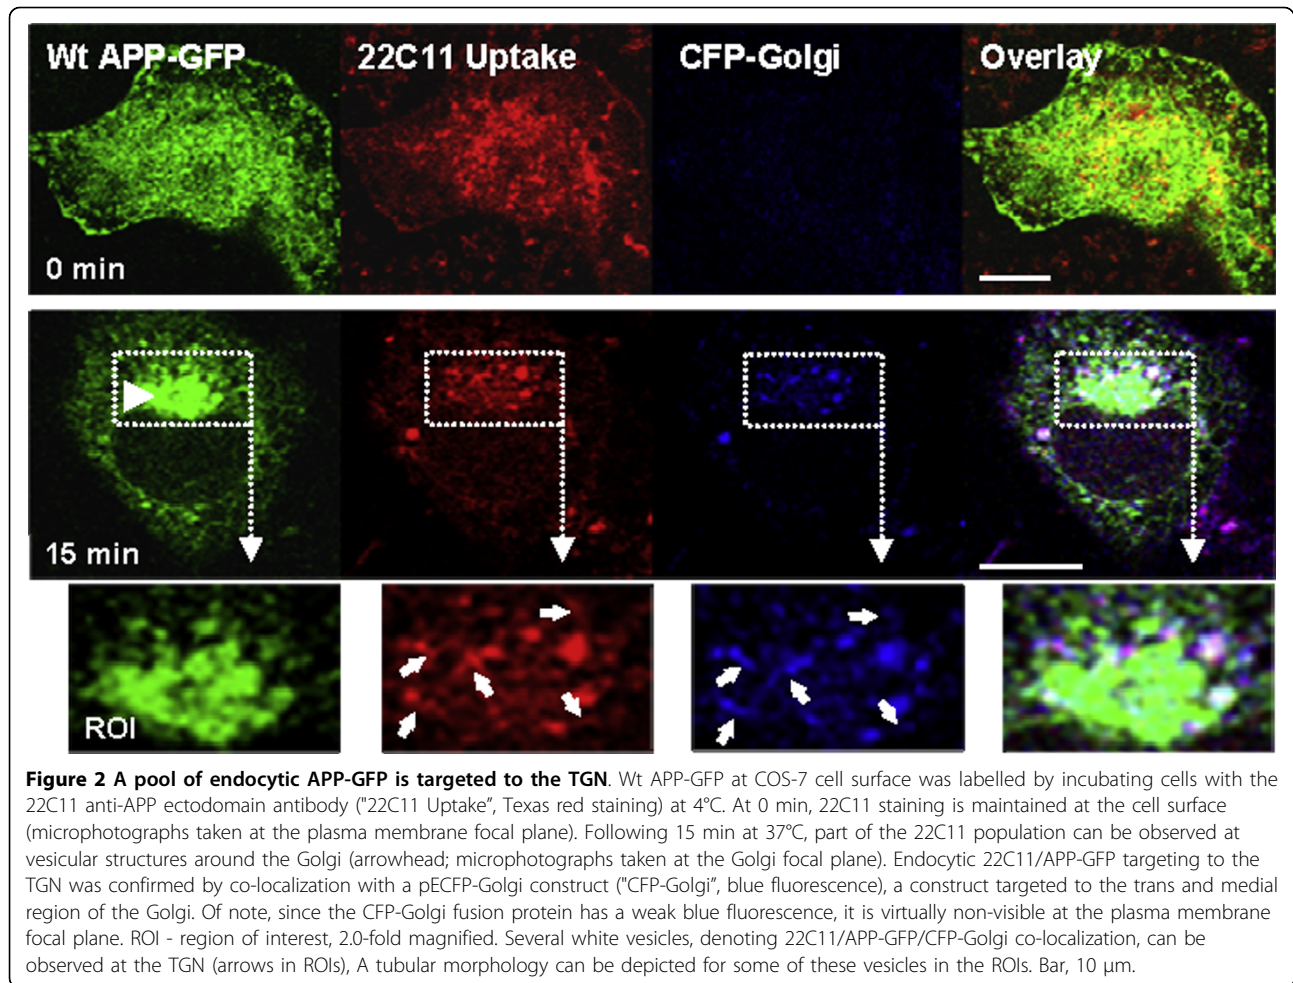 Wt APP-GFP 22C11 Uptake CFP-Golgi Overlay
0 min
15 min
ROI
Figure 2 A pool of endocytic APP-GFP is targeted to the TGN. Wt APP-GFP at COS-7 cell surface was labelled by incubating cells with the
22C11 anti-APP ectodomain antibody ("22C11 Uptake”, Texas red staining) at 4°C. At 0 min, 22C11 staining is maintained at the cell surface
(microphotographs taken at the plasma membrane focal plane). Following 15 min at 37°C, part of the 22C11 population can be observed at
vesicular structures around the Golgi (arrowhead; microphotographs taken at the Golgi focal plane). Endocytic 22C11/APP-GFP targeting to the
TGN was confirmed by co-localization with a pECFP-Golgi construct ("CFP-Golgi”, blue fluorescence), a construct targeted to the trans and medial
region of the Golgi. Of note, since the CFP-Golgi fusion protein has a weak blue fluorescence, it is virtually non-visible at the plasma membrane
focal plane. ROI - region of interest, 2.0-fold magnified. Several white vesicles, denoting 22C11/APP-GFP/CFP-Golgi co-localization, can be
observed at the TGN (arrows in ROIs), A tubular morphology can be depicted for some of these vesicles in the ROIs. Bar, 10 μm.